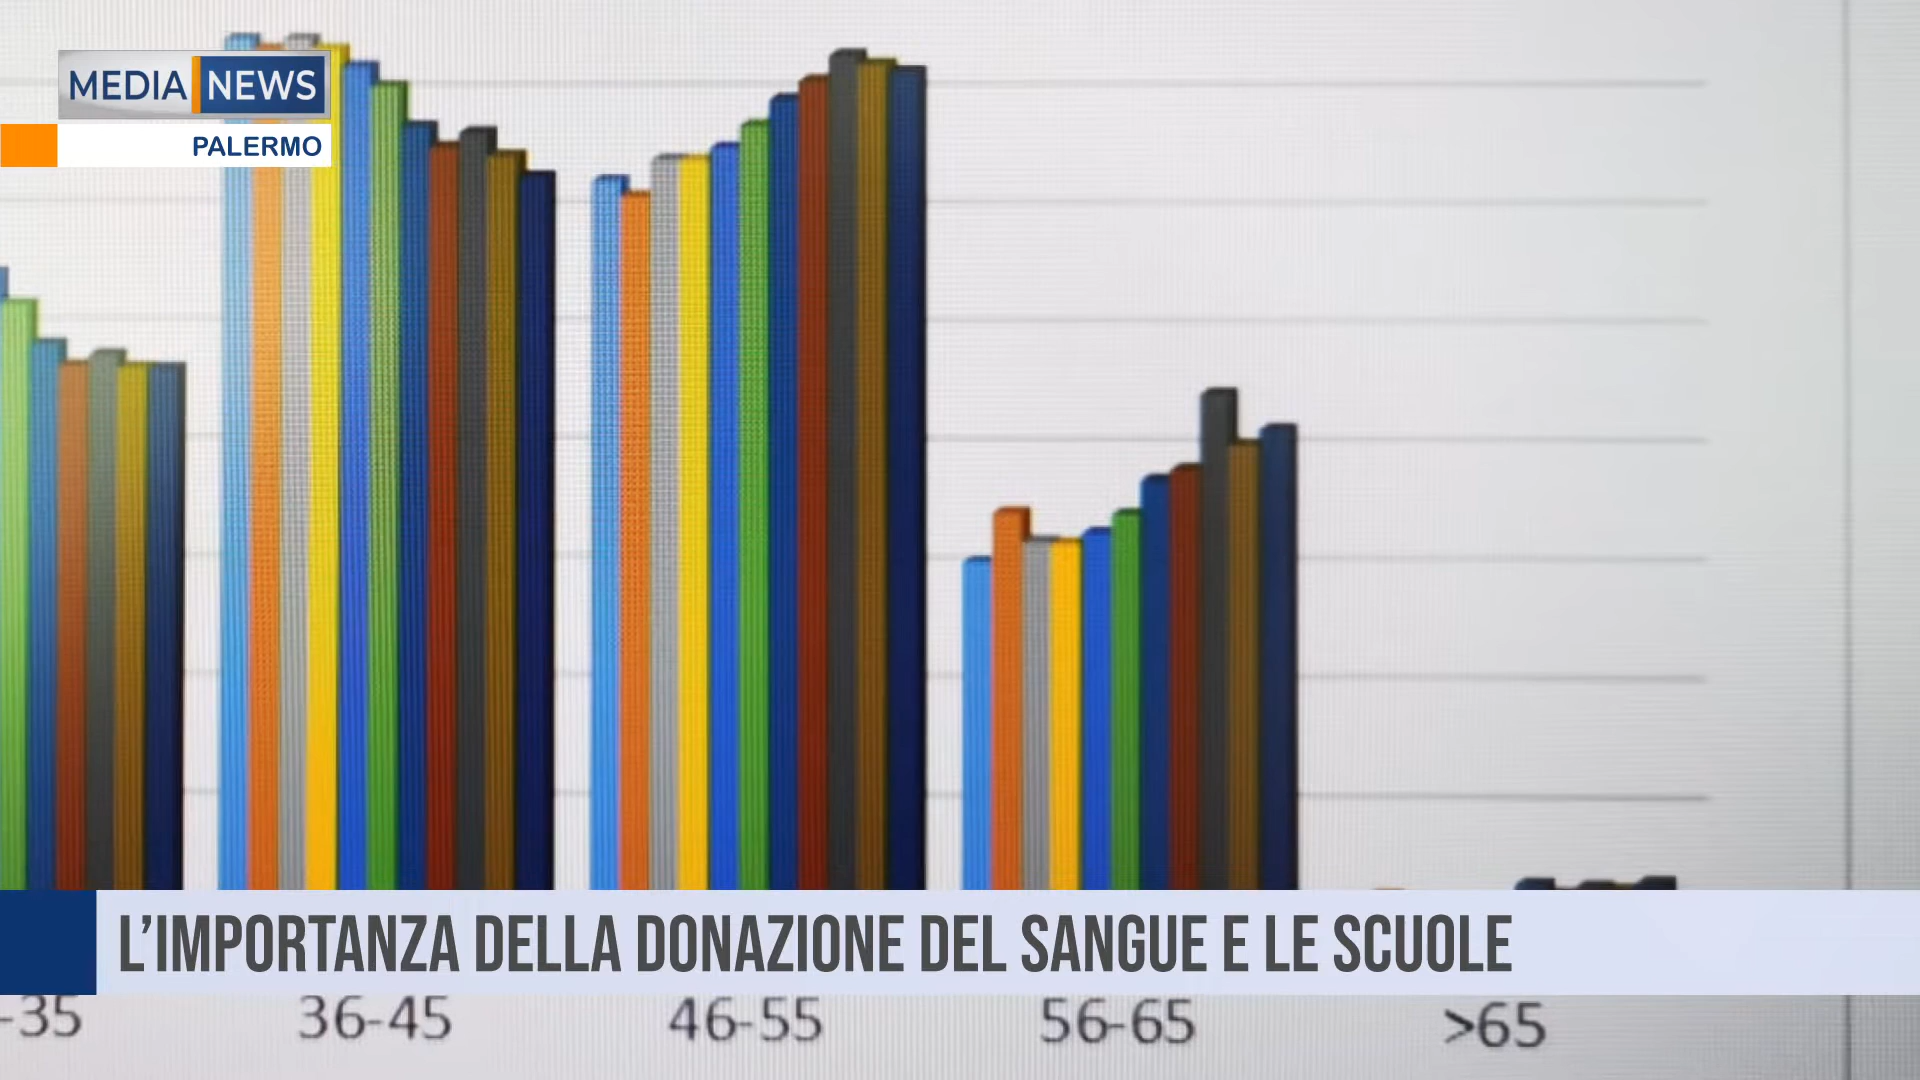 MEDIA NEWS
PALERMO
L'IMPORTANZA DELLA DONAZIONE DEL SANGUE E LE SCUOLE
-35 36-45 46-55 56-65 >65